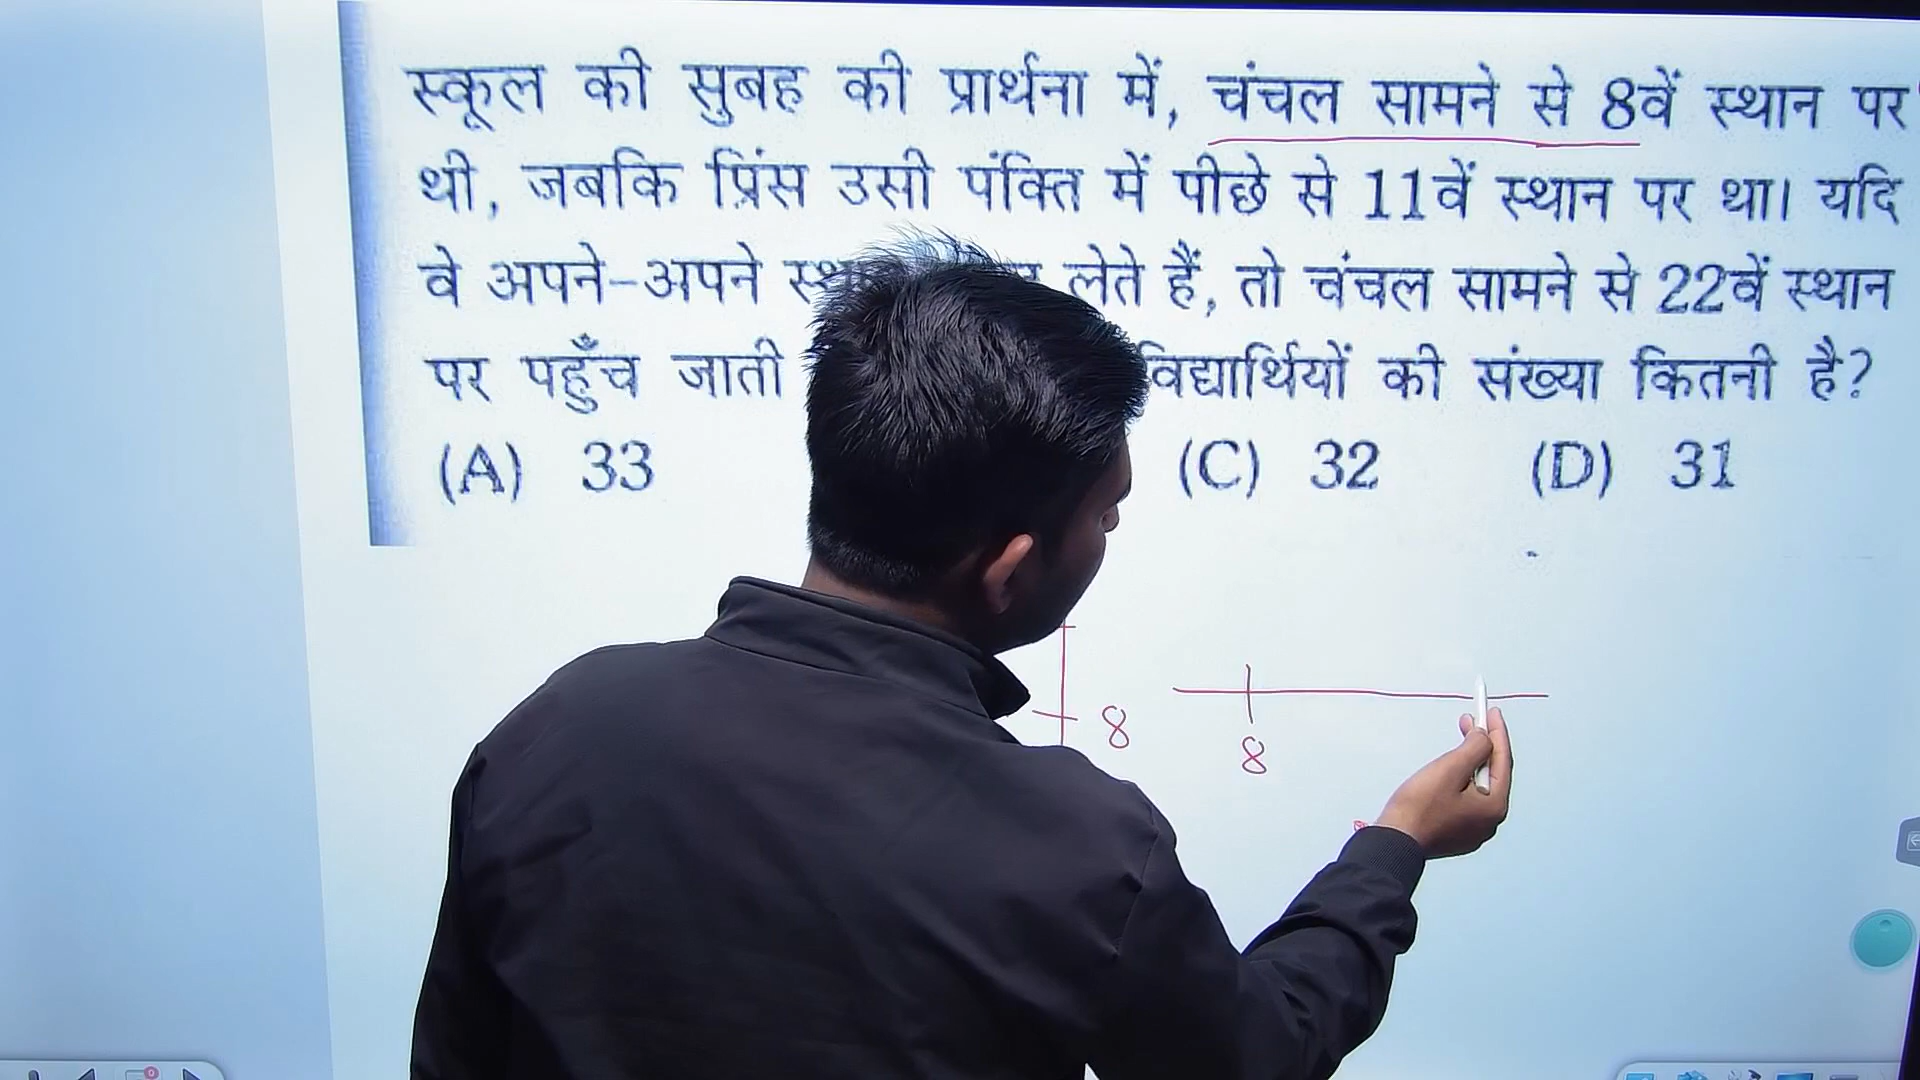 स्कूल की सुबह की प्रार्थना में, चंचल सामने से 8वें स्थान पर
थी, जबकि प्रिंस उसी पंक्ति में पीछे से 11वें स्थान पर था। यदि
वे अपने-अपने लेते हैं, तो चंचल सामने से 22वें स्थान
पर पहुँच जाती विद्यार्थियों की संख्या कितनी है?
(A) 33 (C) 32 (D) 31
8
8